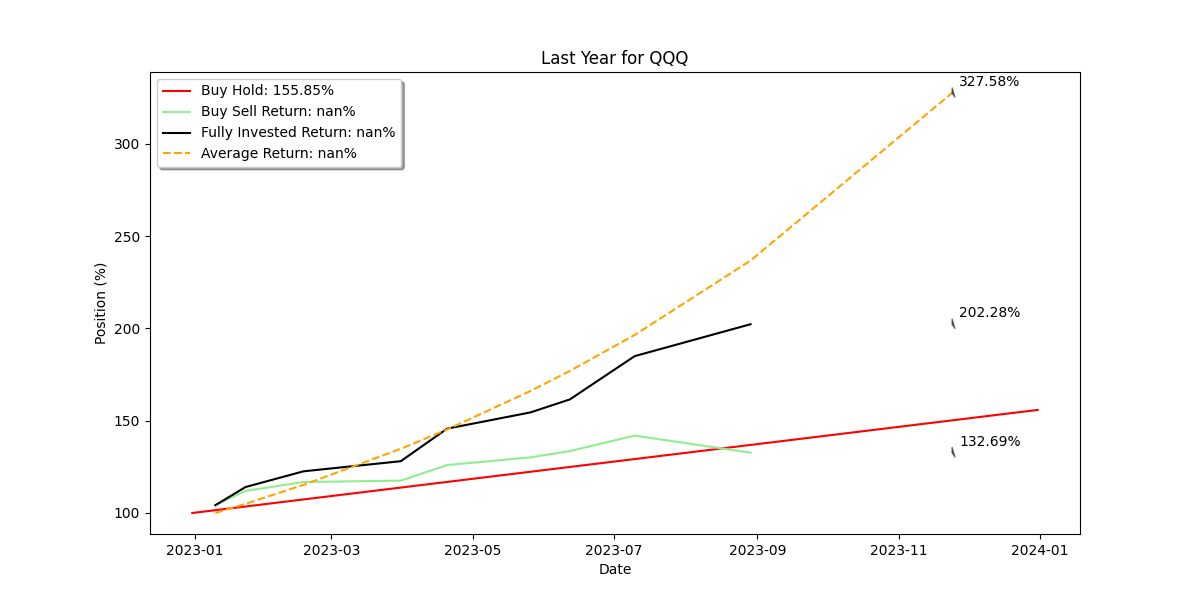 Last Year for QQQ
Buy Hold: 155.85%
Buy Sell Return: nan%
Fully Invested Return: nan%
Average Return: nan%
327.58%
202.28%
132.69%
Position (%)
300
250
200
150
100
2023-01 2023-03 2023-05 2023-07 2023-09 2023-11 2024-01
Date